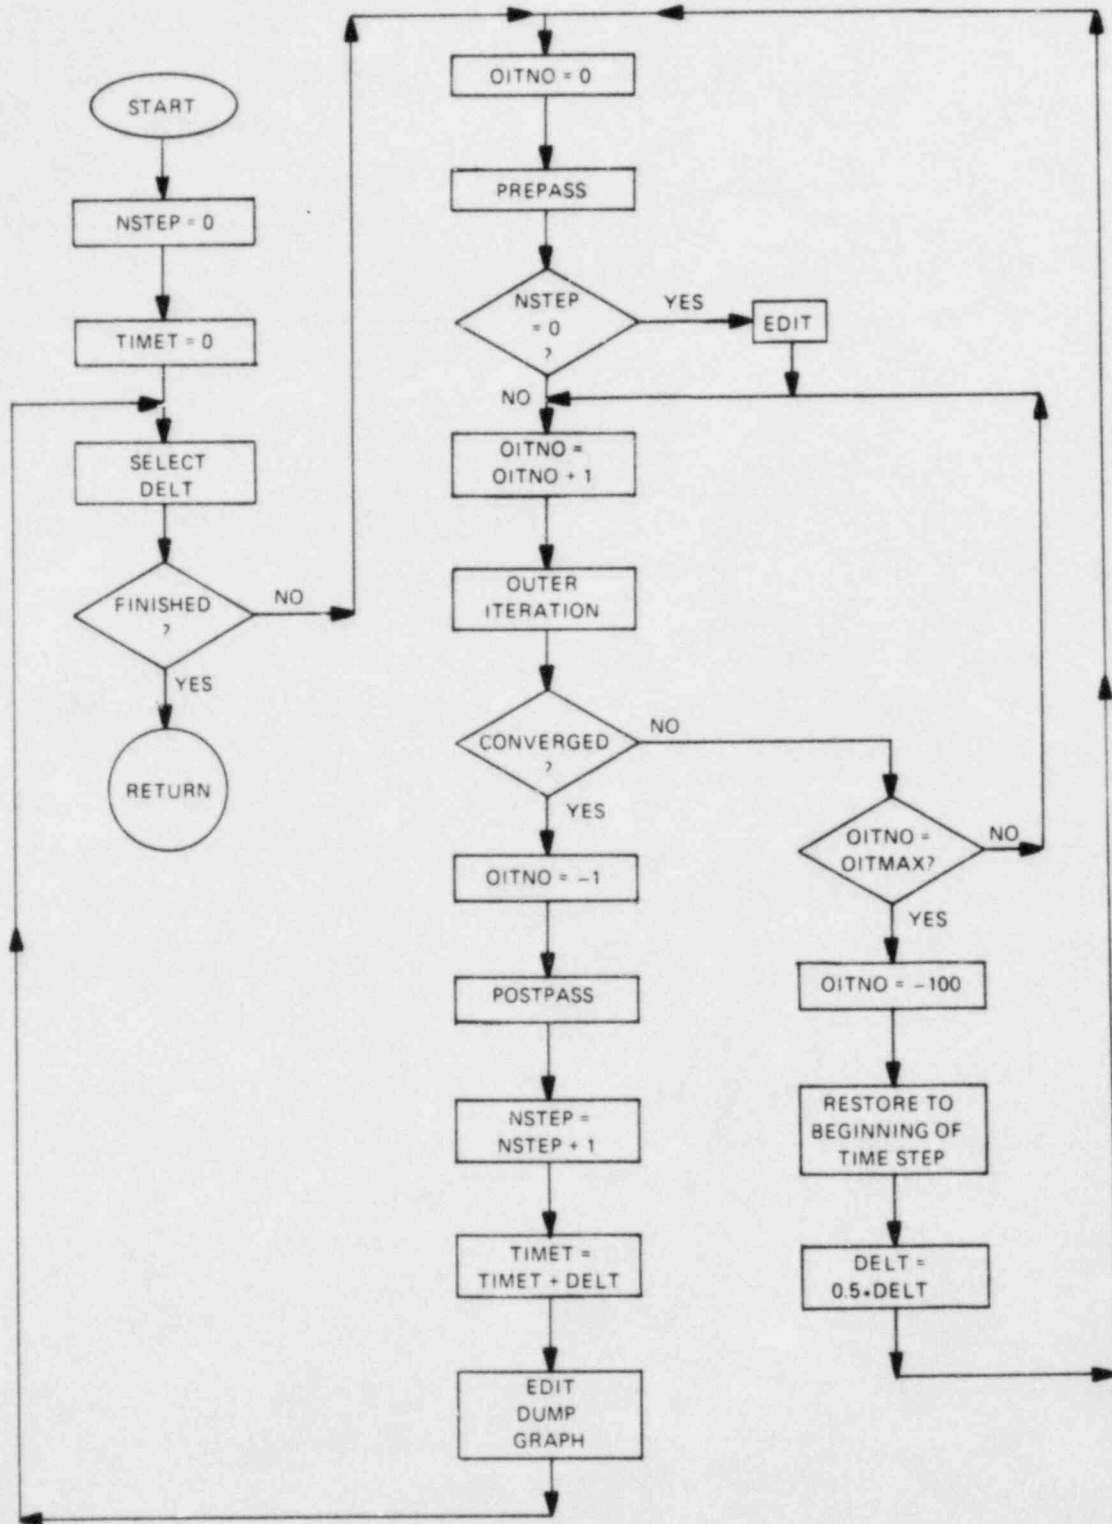 START
NSTEP = 0
TIMET = 0
SELECT
DELT
FINISHED
?
NO
YES
RETURN
OITNO = 0
PREPASS
NSTEP
= 0
?
YES
EDIT
NO
OITNO =
OITNO + 1
OUTER
ITERATION
CONVERGED
?
NO
YES
OITNO = -1
POSTPASS
NSTEP =
NSTEP + 1
TIMET =
TIMET + DELT
EDIT
DUMP
GRAPH
OITNO =
OITMAX?
NO
YES
OITNO = -100
RESTORE TO
BEGINNING OF
TIME STEP
DELT =
0.5*DELT